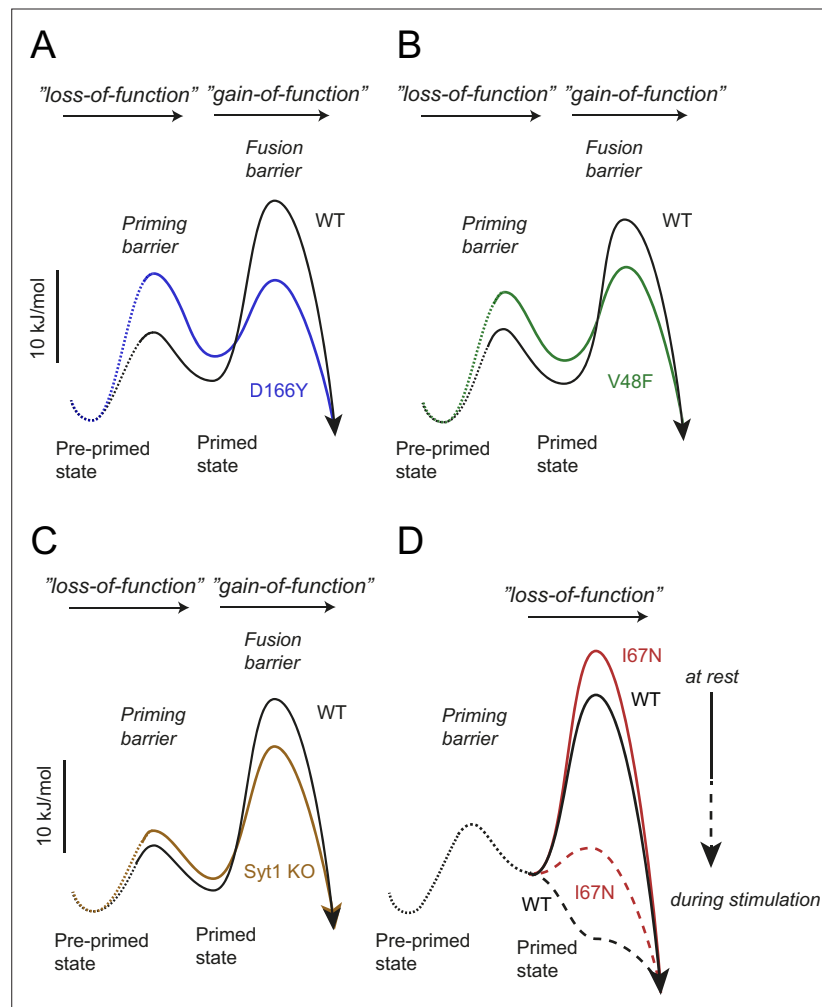 A
"loss-of-function" "gain-of-function"
Fusion
barrier
Priming
barrier
WT
10 kJ/mol
D166Y
Pre-primed
state
Primed
state
B
"loss-of-function" "gain-of-function"
Fusion
barrier
Priming
barrier
WT
V48F
Pre-primed
state
Primed
state
C
"loss-of-function" "gain-of-function"
Fusion
barrier
Priming
barrier
WT
10 kJ/mol
Syt1 KO
Pre-primed
state
Primed
state
D
"loss-of-function"
I67N
WT
at rest
Priming
barrier
I67N
WT
during stimulation
Pre-primed
state
Primed
state